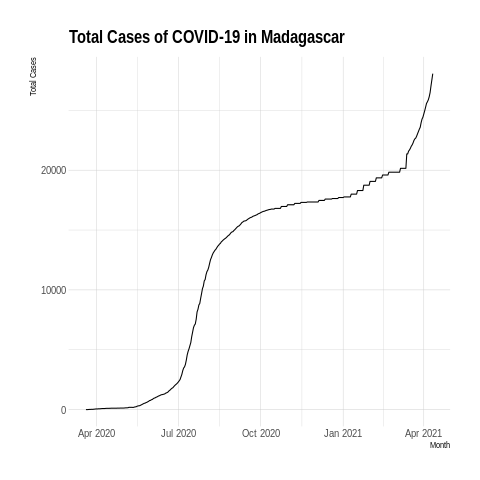 Total Cases of COVID-19 in Madagascar
Total Cases
20000
10000
0
Apr 2020 Jul 2020 Oct 2020 Jan 2021 Apr 2021
Month